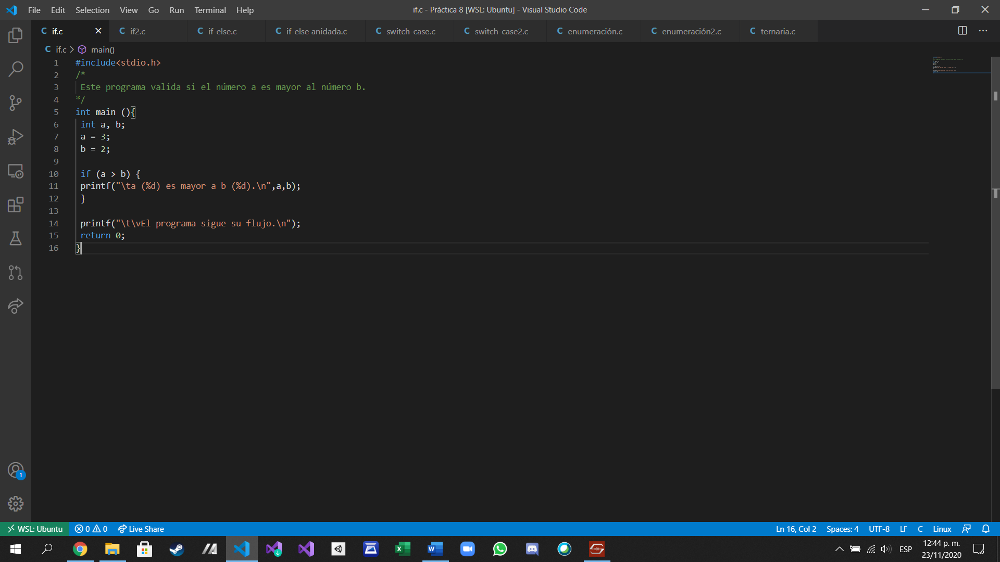 File Edit Selection View Go Run Terminal Help
if.c - Práctica 8 [WSL: Ubuntu] - Visual Studio Code
if.c if2.c if-else.c if-else anidada.c switch-case.c switch-case2.c enumeración.c enumeración2.c ternaria.c
if.c > main()
1 #include<stdio.h>
2 /*
3 Este programa valida si el número a es mayor al número b.
4 */
5 int main (){
6 int a, b;
7 a = 3;
8 b = 2;
9
10 if (a > b) {
11 printf("\ta (%d) es mayor a b (%d).\n",a,b);
12 }
13
14 printf("\t\vEl programa sigue su flujo.\n");
15 return 0;
16 }
1
WSL: Ubuntu 0 0 Live Share
Ln 16, Col 2 Spaces: 4 UTF-8 LF C Linux
ESP
12:44 p. m.
23/11/2020